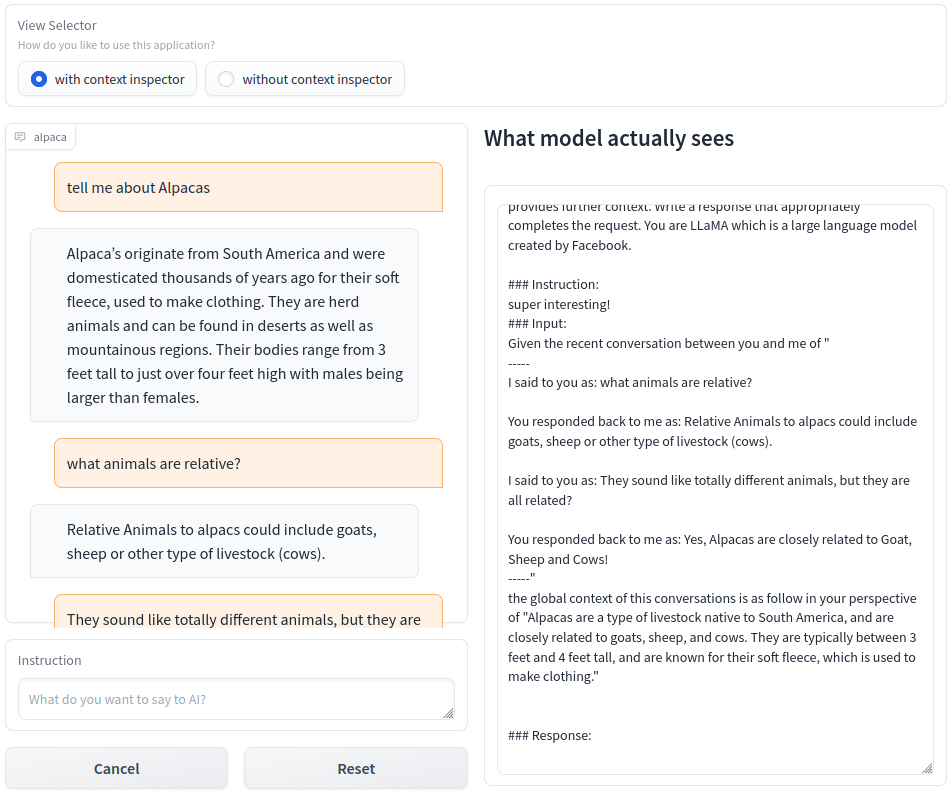 View Selector
How do you like to use this application?
with context inspector
without context inspector
alpaca
tell me about Alpacas
Alpaca’s originate from South America and were
domesticated thousands of years ago for their soft
fleece, used to make clothing. They are herd
animals and can be found in deserts as well as
mountainous regions. Their bodies range from 3
feet tall to just over four feet high with males being
larger than females.
what animals are relative?
Relative Animals to alpacs could include goats,
sheep or other type of livestock (cows).
They sound like totally different animals, but they are
Instruction
What do you want to say to AI?
Cancel
Reset
What model actually sees
provides further context. Write a response that appropriately
completes the request. You are LLaMA which is a large language model
created by Facebook.
### Instruction:
super interesting!
### Input:
Given the recent conversation between you and me of "
-----
I said to you as: what animals are relative?
You responded back to me as: Relative Animals to alpacs could include
goats, sheep or other type of livestock (cows).
I said to you as: They sound like totally different animals, but they are
all related?
You responded back to me as: Yes, Alpacas are closely related to Goat,
Sheep and Cows!
-----"
the global context of this conversations is as follow in your perspective
of "Alpacas are a type of livestock native to South America, and are
closely related to goats, sheep, and cows. They are typically between 3
feet and 4 feet tall, and are known for their soft fleece, which is used to
make clothing."
### Response: